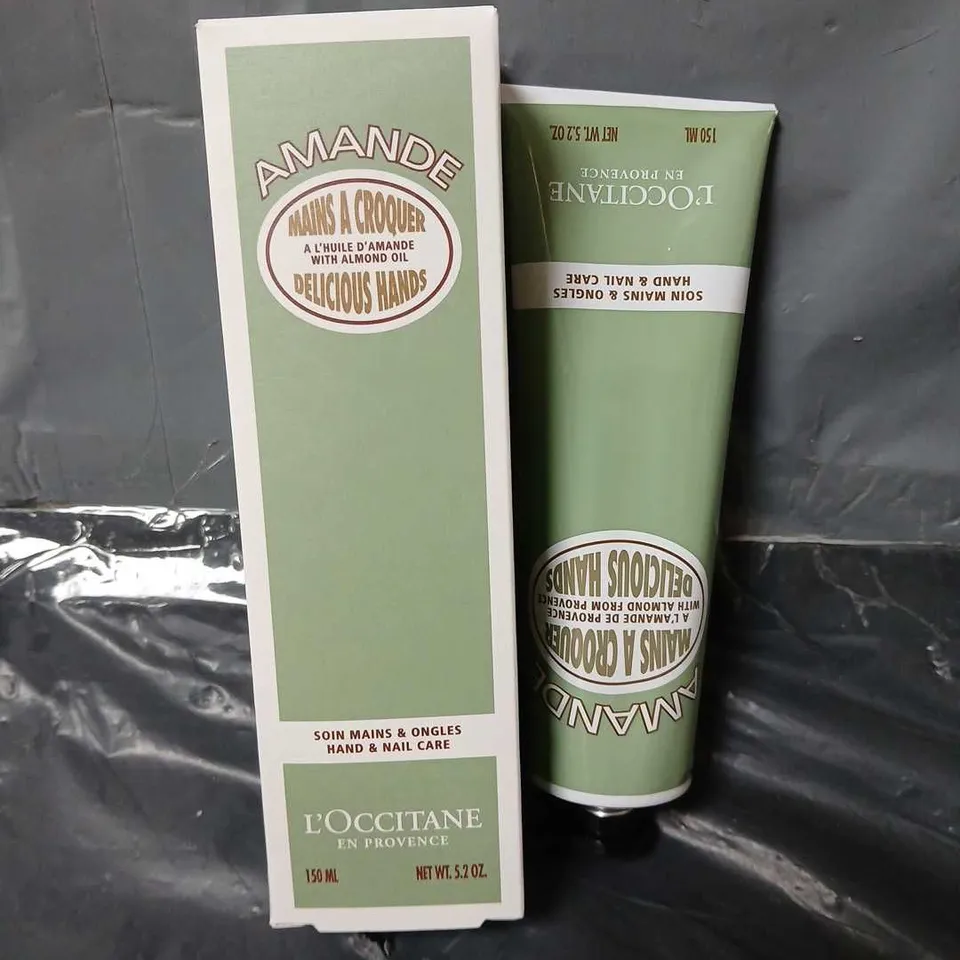 AMANDE
MAINS A CROQUER
A L'HUILE D'AMANDE
WITH ALMOND OIL
DELICIOUS HANDS
SOIN MAINS & ONGLES
HAND & NAIL CARE
L'OCCITANE
EN PROVENCE
150 ML NET WT. 5.2 OZ.
AMANDE
MAINS A CROQUER
A L'AMANDE DE PROVENCE
WITH ALMOND FROM PROVENCE
DELICIOUS HANDS
SOIN MAINS & ONGLES
HAND & NAIL CARE
L'OCCITANE
EN PROVENCE
150 ML NET WT. 5.2 OZ.